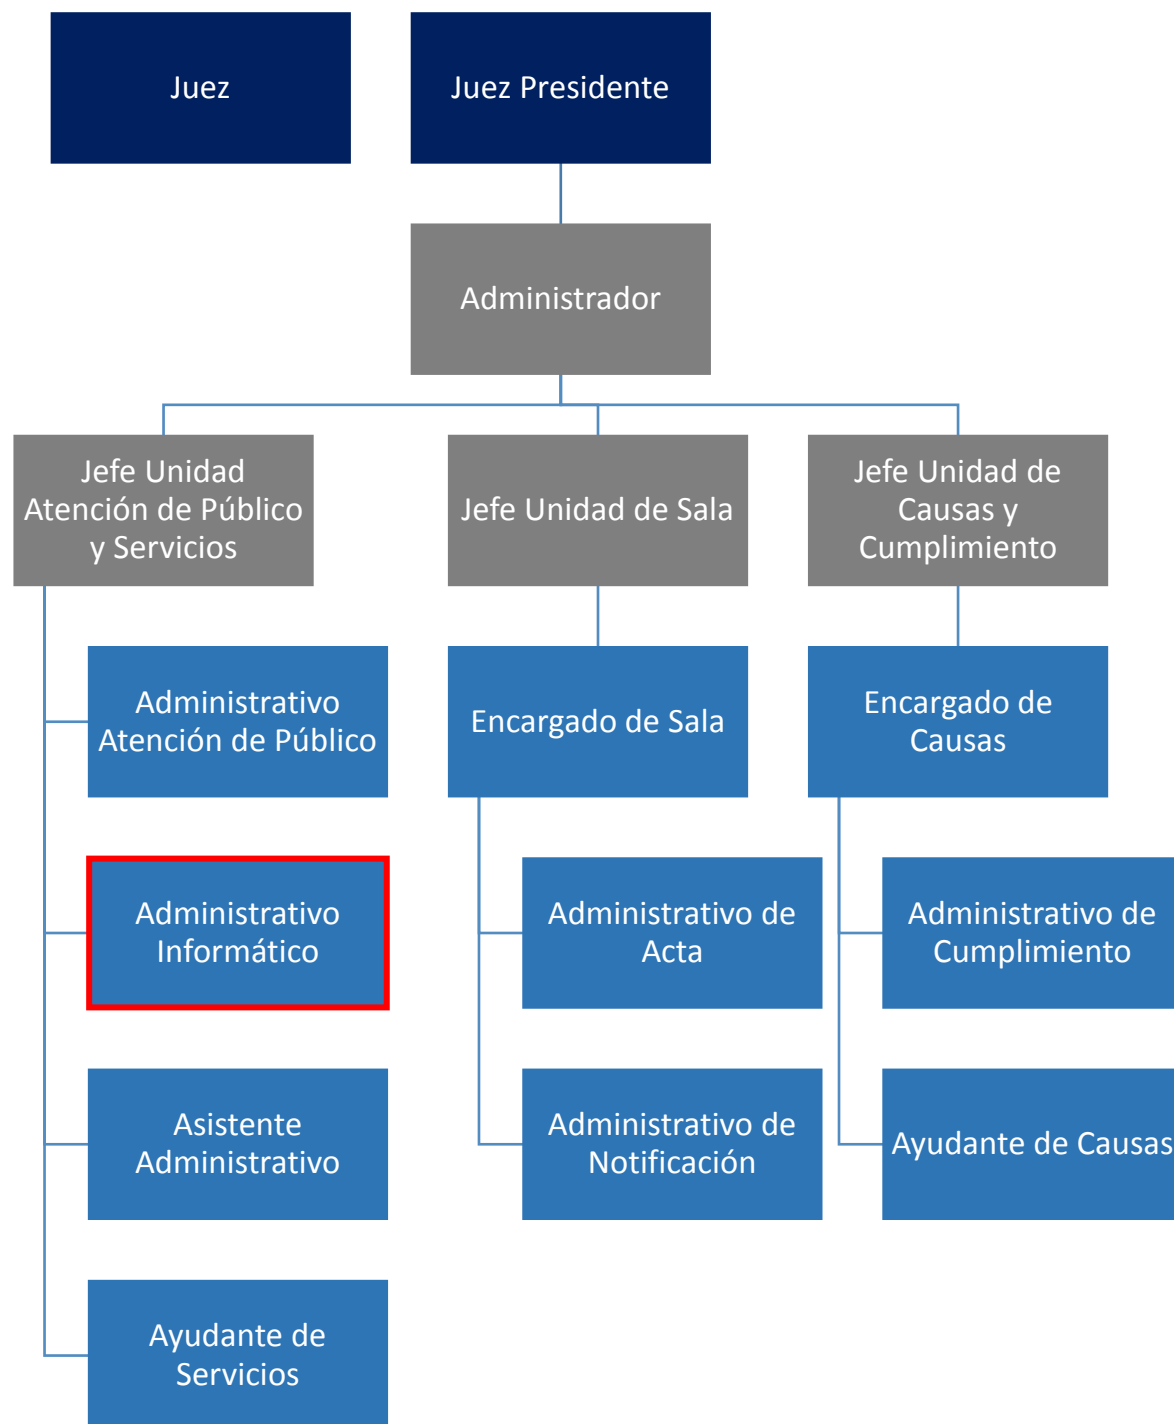 Juez
Juez Presidente
Administrador
Jefe Unidad
Atención de Público
y Servicios
Jefe Unidad de Sala
Jefe Unidad de
Causas y
Cumplimiento
Administrativo
Atención de Público
Encargado de Sala
Encargado de
Causas
Administrativo
Informático
Administrativo de
Acta
Administrativo de
Cumplimiento
Asistente
Administrativo
Administrativo de
Notificación
Ayudante de Causas
Ayudante de
Servicios